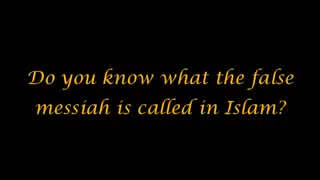 Do you know what the false
messiah is called in Islam?